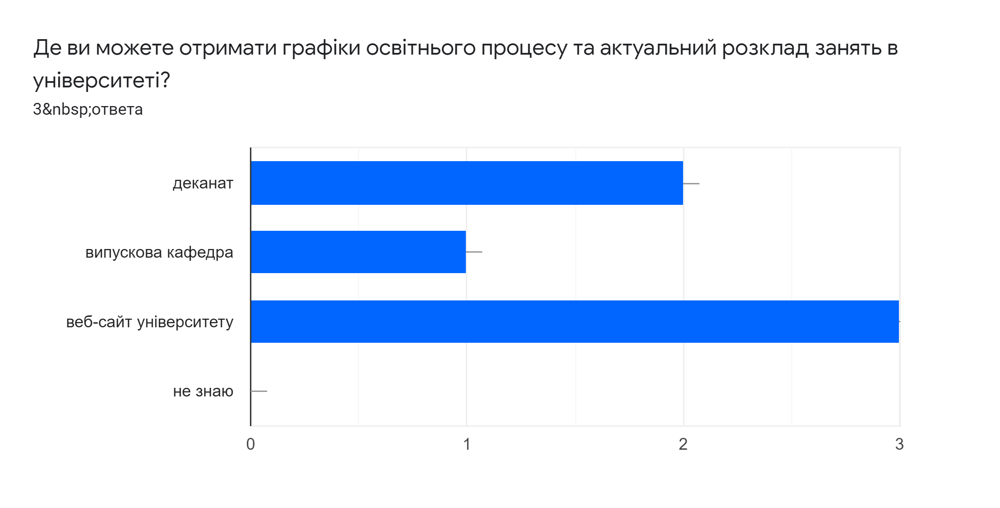 Де ви можете отримати графіки освітнього процесу та актуальний розклад занять в
університеті?
3&nbsp;ответа
деканат
випускова кафедра
веб-сайт університету
не знаю
0 1 2 3